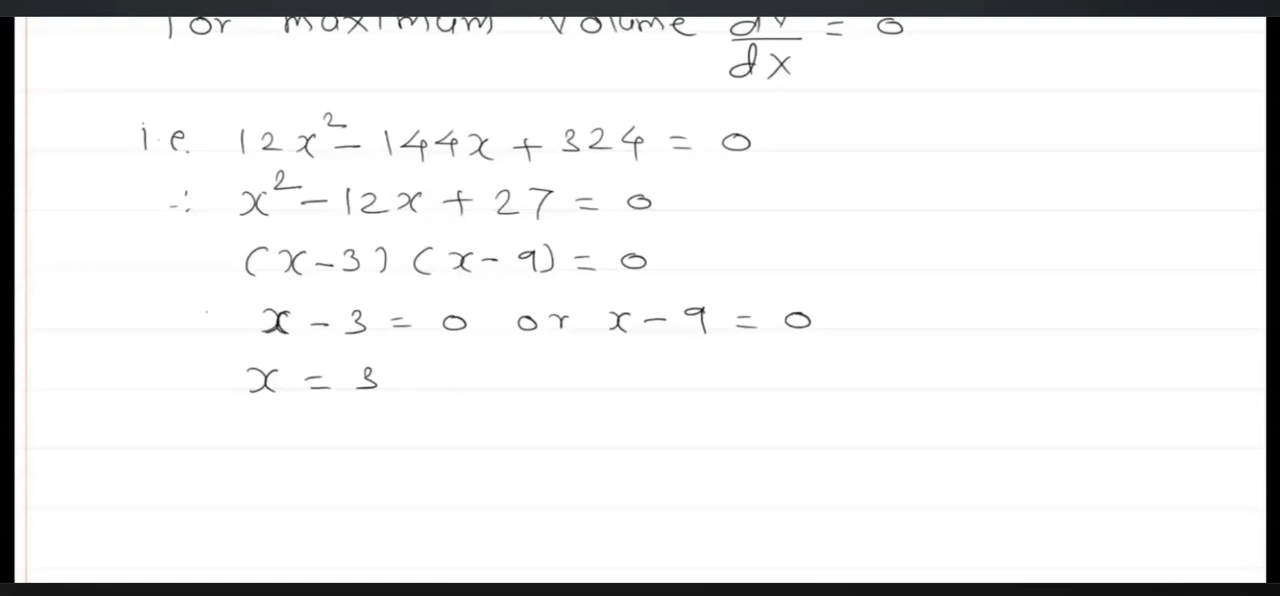 For maximum Volume dv/dx = 0
i.e. 12x² - 144x + 324 = 0
∴ x² - 12x + 27 = 0
(x-3) (x-9) = 0
x - 3 = 0 or x - 9 = 0
x = 3